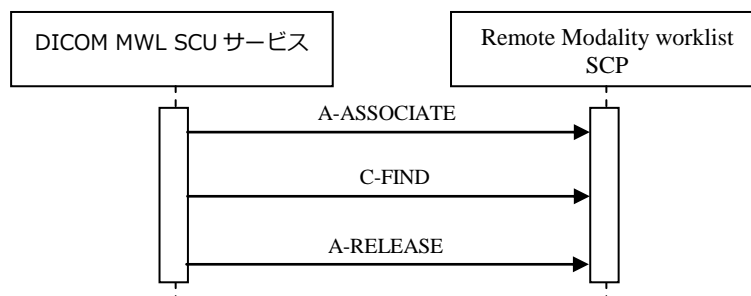 DICOM MWL SCU サービス
Remote Modality worklist
SCP
A-ASSOCIATE
C-FIND
A-RELEASE